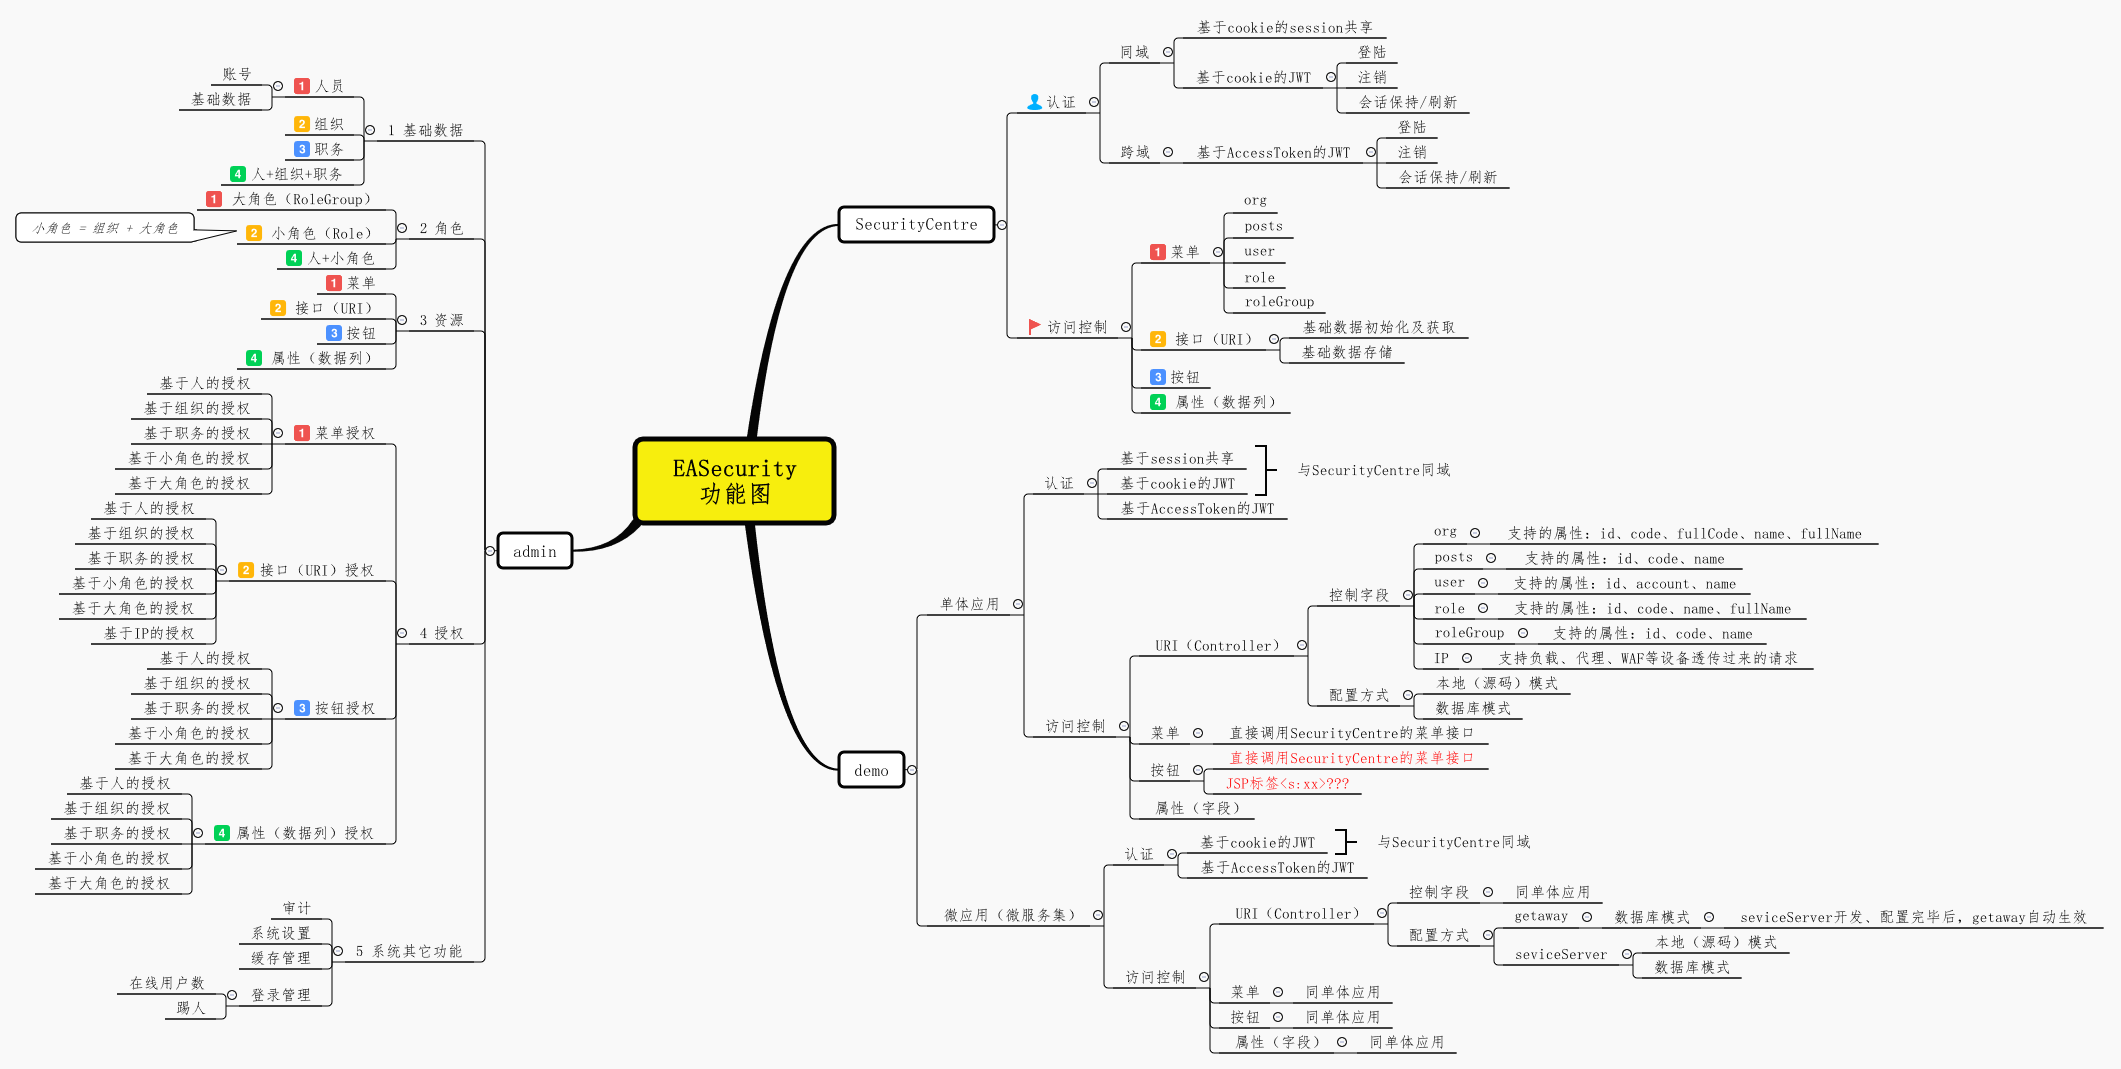 EASecurity
功能图
SecurityCentre
认证
同域
基于cookie的session共享
基于cookie的JWT
登陆
注销
会话保持/刷新
跨域
基于AccessToken的JWT
登陆
注销
会话保持/刷新
访问控制
1 菜单
org
posts
user
role
roleGroup
2 接口（URI）
基础数据初始化及获取
基础数据存储
3 按钮
4 属性（数据列）
admin
1 基础数据
1 人员
账号
基础数据
2 组织
3 职务
4 人+组织+职务
2 角色
1 大角色（RoleGroup）
2 小角色（Role）
小角色 = 组织 + 大角色
4 人+小角色
3 资源
1 菜单
2 接口（URI）
3 按钮
4 属性（数据列）
4 授权
1 菜单授权
基于人的授权
基于组织的授权
基于职务的授权
基于小角色的授权
基于大角色的授权
2 接口（URI）授权
基于人的授权
基于组织的授权
基于职务的授权
基于小角色的授权
基于大角色的授权
基于IP的授权
3 按钮授权
基于人的授权
基于组织的授权
基于职务的授权
基于小角色的授权
基于大角色的授权
4 属性（数据列）授权
基于人的授权
基于组织的授权
基于职务的授权
基于小角色的授权
基于大角色的授权
5 系统其它功能
审计
系统设置
缓存管理
登录管理
在线用户数
踢人
demo
单体应用
认证
基于session共享
基于cookie的JWT
与SecurityCentre同域
基于AccessToken的JWT
访问控制
URI（Controller）
控制字段
org
支持的属性：id、code、fullCode、name、fullName
posts
支持的属性：id、code、name
user
支持的属性：id、account、name
role
支持的属性：id、code、name、fullName
roleGroup
支持的属性：id、code、name
IP
支持负载、代理、WAF等设备透传过来的请求
配置方式
本地（源码）模式
数据库模式
菜单
直接调用SecurityCentre的菜单接口
按钮
直接调用SecurityCentre的菜单接口
JSP标签<s:xx>???
属性（字段）
微应用（微服务集）
认证
基于cookie的JWT
与SecurityCentre同域
基于AccessToken的JWT
访问控制
URI（Controller）
控制字段
同单体应用
配置方式
getaway
数据库模式
seviceServer开发、配置完毕后，getaway自动生效
seviceServer
本地（源码）模式
数据库模式
菜单
同单体应用
按钮
同单体应用
属性（字段）
同单体应用